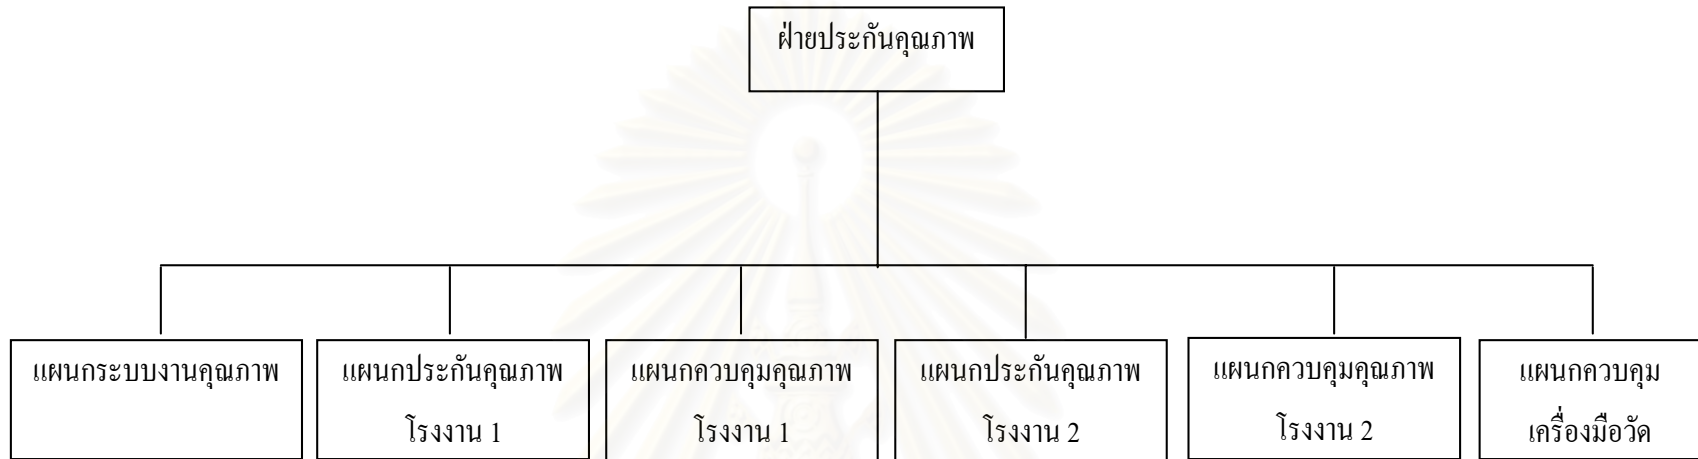 ฝ่ายประกันคุณภาพ
แผนกระบบงานคุณภาพ
แผนกประกันคุณภาพ
โรงงาน 1
แผนกควบคุมคุณภาพ
โรงงาน 1
แผนกประกันคุณภาพ
โรงงาน 2
แผนกควบคุมคุณภาพ
โรงงาน 2
แผนกควบคุม
เครื่องมือวัด